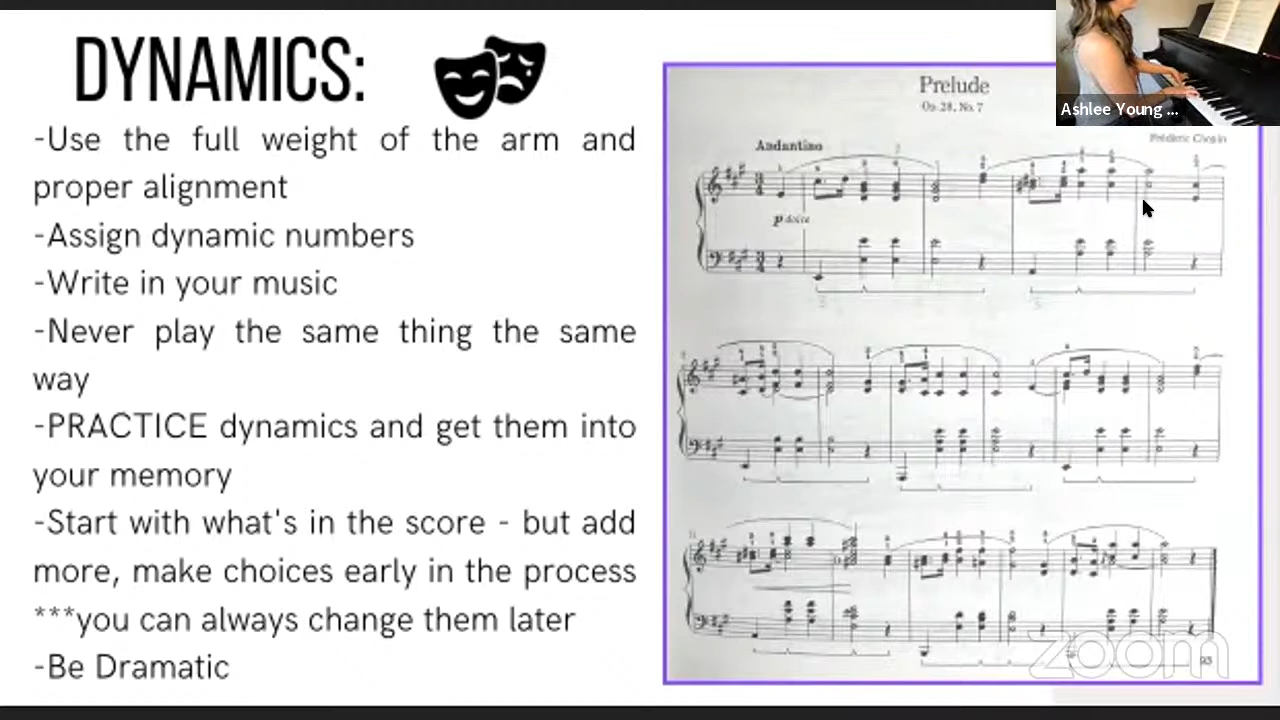 DYNAMICS:
-Use the full weight of the arm and
proper alignment
-Assign dynamic numbers
-Write in your music
-Never play the same thing the same
way
-PRACTICE dynamics and get them into
your memory
-Start with what's in the score - but add
more, make choices early in the process
***you can always change them later
-Be Dramatic
Prelude
Op. 28, No. 7
Frédéric Chopin
Andantino
p dolce
Ashlee Young ...
zoom
93